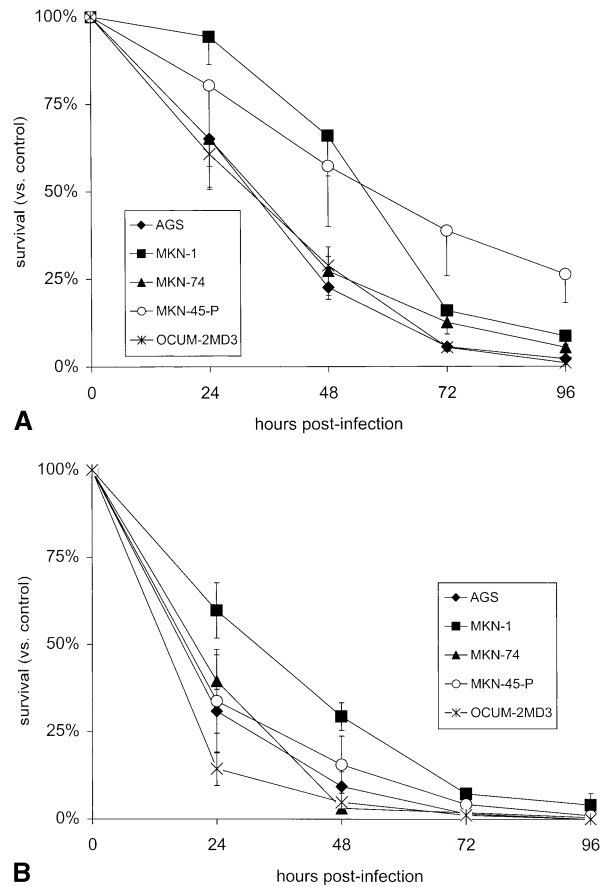 100%
75%
50%
25%
0%
survival (vs. control)
AGS
MKN-1
MKN-74
MKN-45-P
OCUM-2MD3
0 24 48 72 96
hours post-infection
A
100%
75%
50%
25%
0%
survival (vs. control)
AGS
MKN-1
MKN-74
MKN-45-P
OCUM-2MD3
0 24 48 72 96
hours post-infection
B